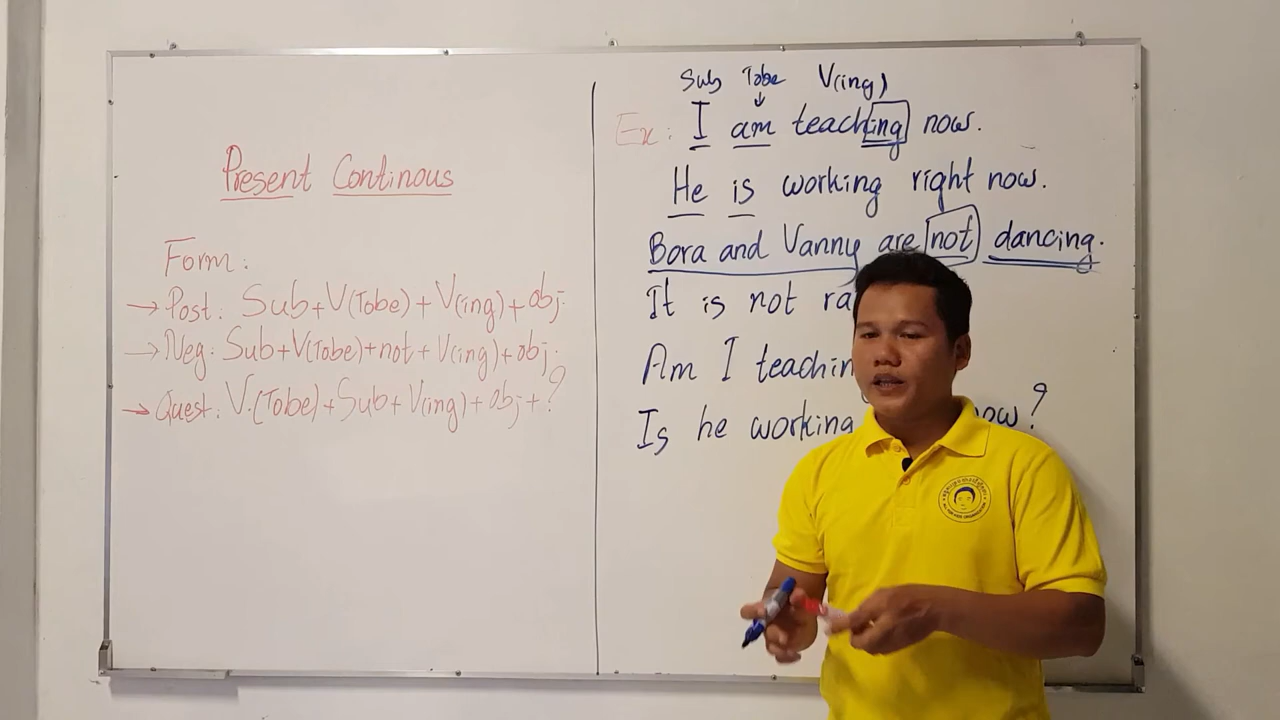 Present Continous
Form:
→ Post: Sub+V(Tobe)+V(ing)+obj.
→ Neg: Sub+V(Tobe)+not+V(ing)+obj.
→ Quest: V.(Tobe)+Sub+V(ing)+obj+?
Sub Tobe V(ing)
Ex: I am teaching now.
He is working right now.
Bora and Vanny are not dancing.
It is not
Am I
Is he working now?